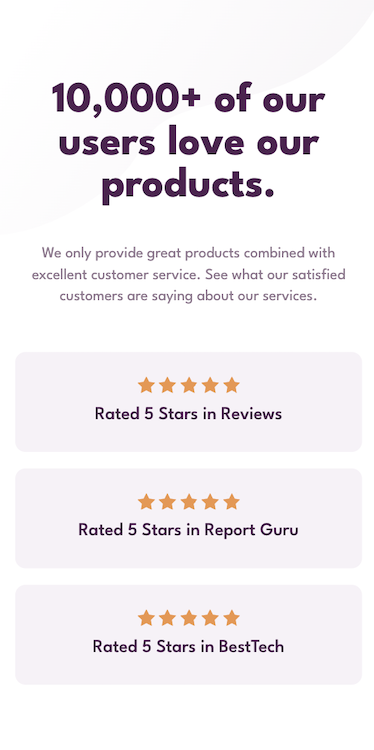 10,000+ of our
users love our
products.
We only provide great products combined with
excellent customer service. See what our satisfied
customers are saying about our services.
Rated 5 Stars in Reviews
Rated 5 Stars in Report Guru
Rated 5 Stars in BestTech